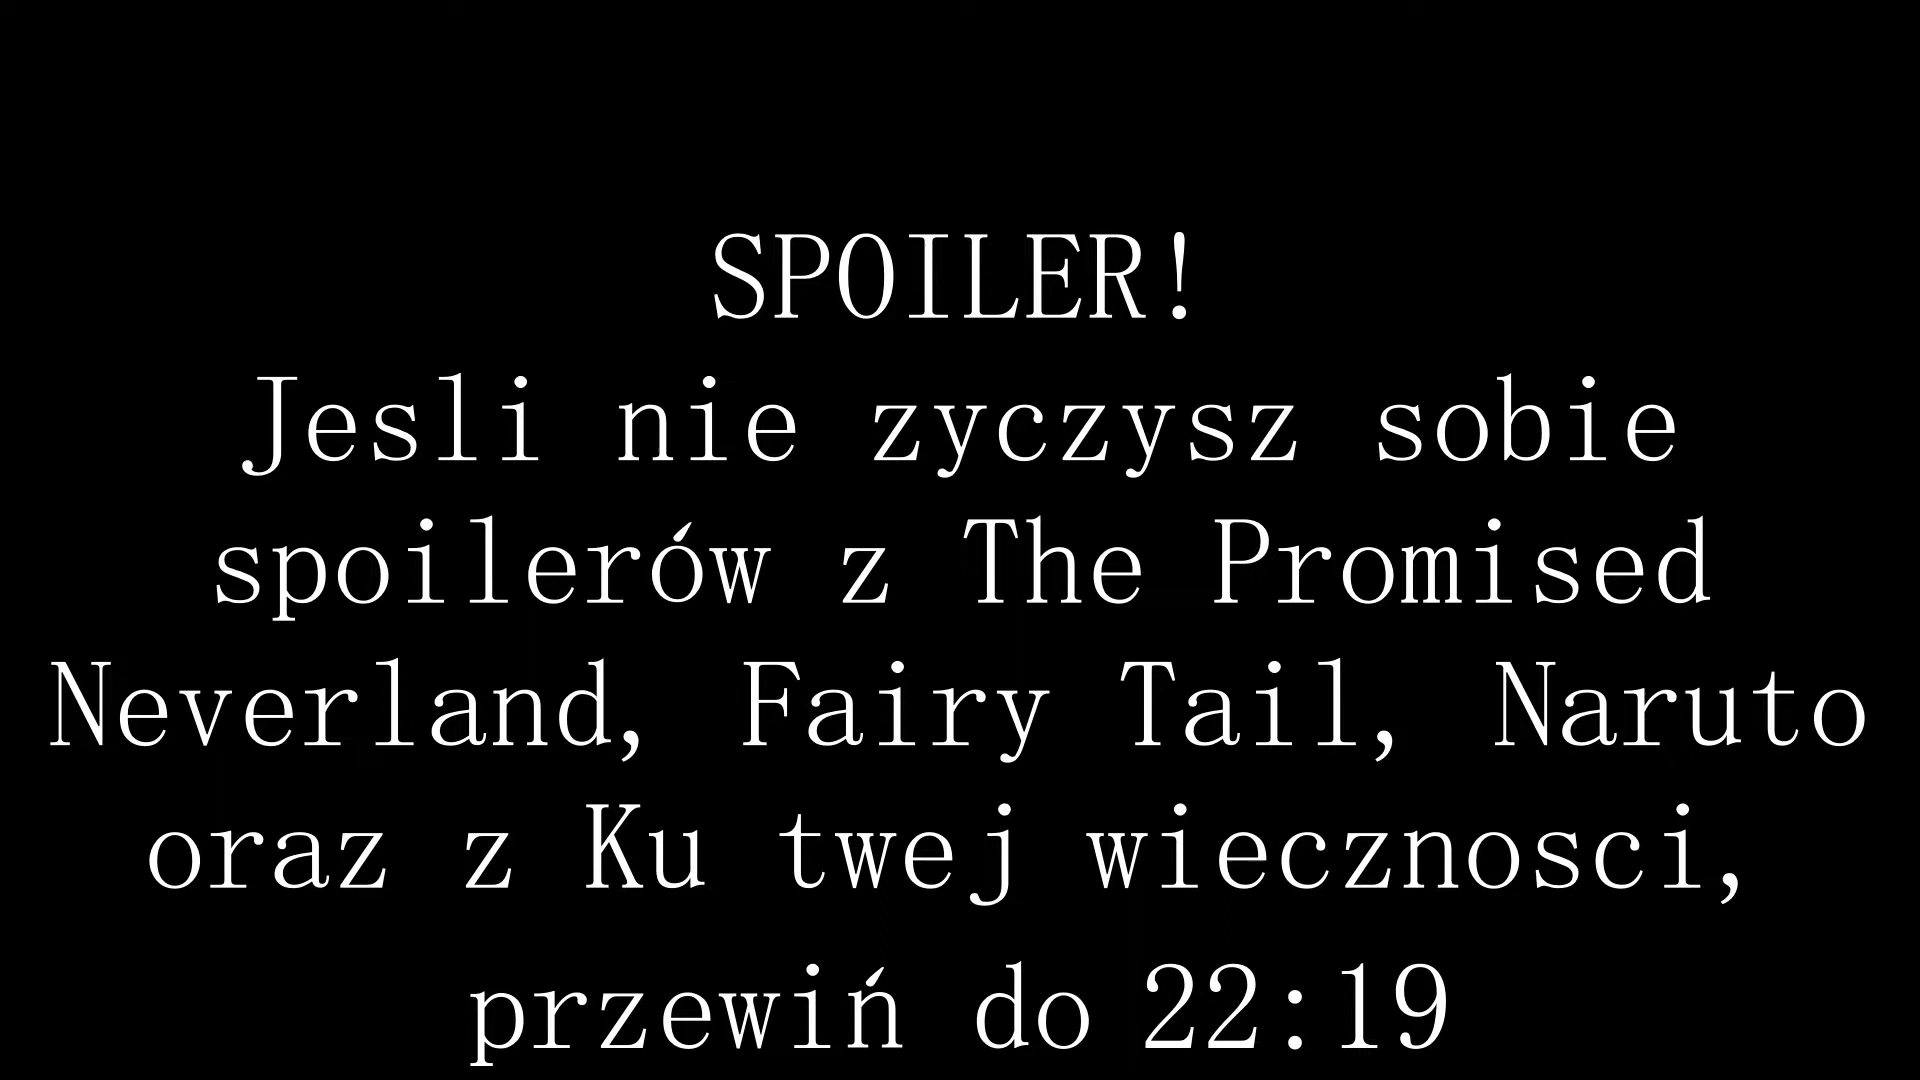 SPOILER!
Jesli nie zyczysz sobie
spoilerów z The Promised
Neverland, Fairy Tail, Naruto
oraz z Ku twej wiecznosci,
przewiń do 22:19